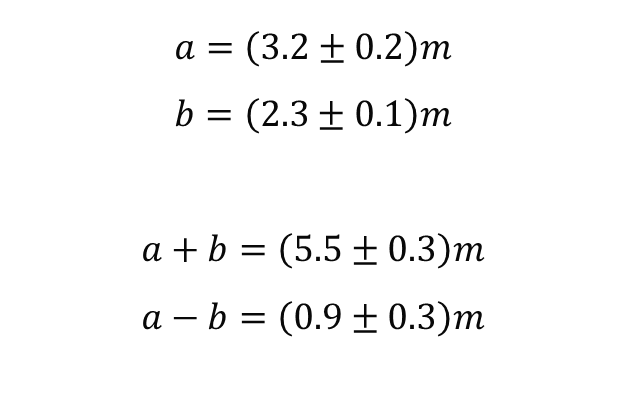 a = (3.2 ± 0.2)m
b = (2.3 ± 0.1)m
a + b = (5.5 ± 0.3)m
a − b = (0.9 ± 0.3)m